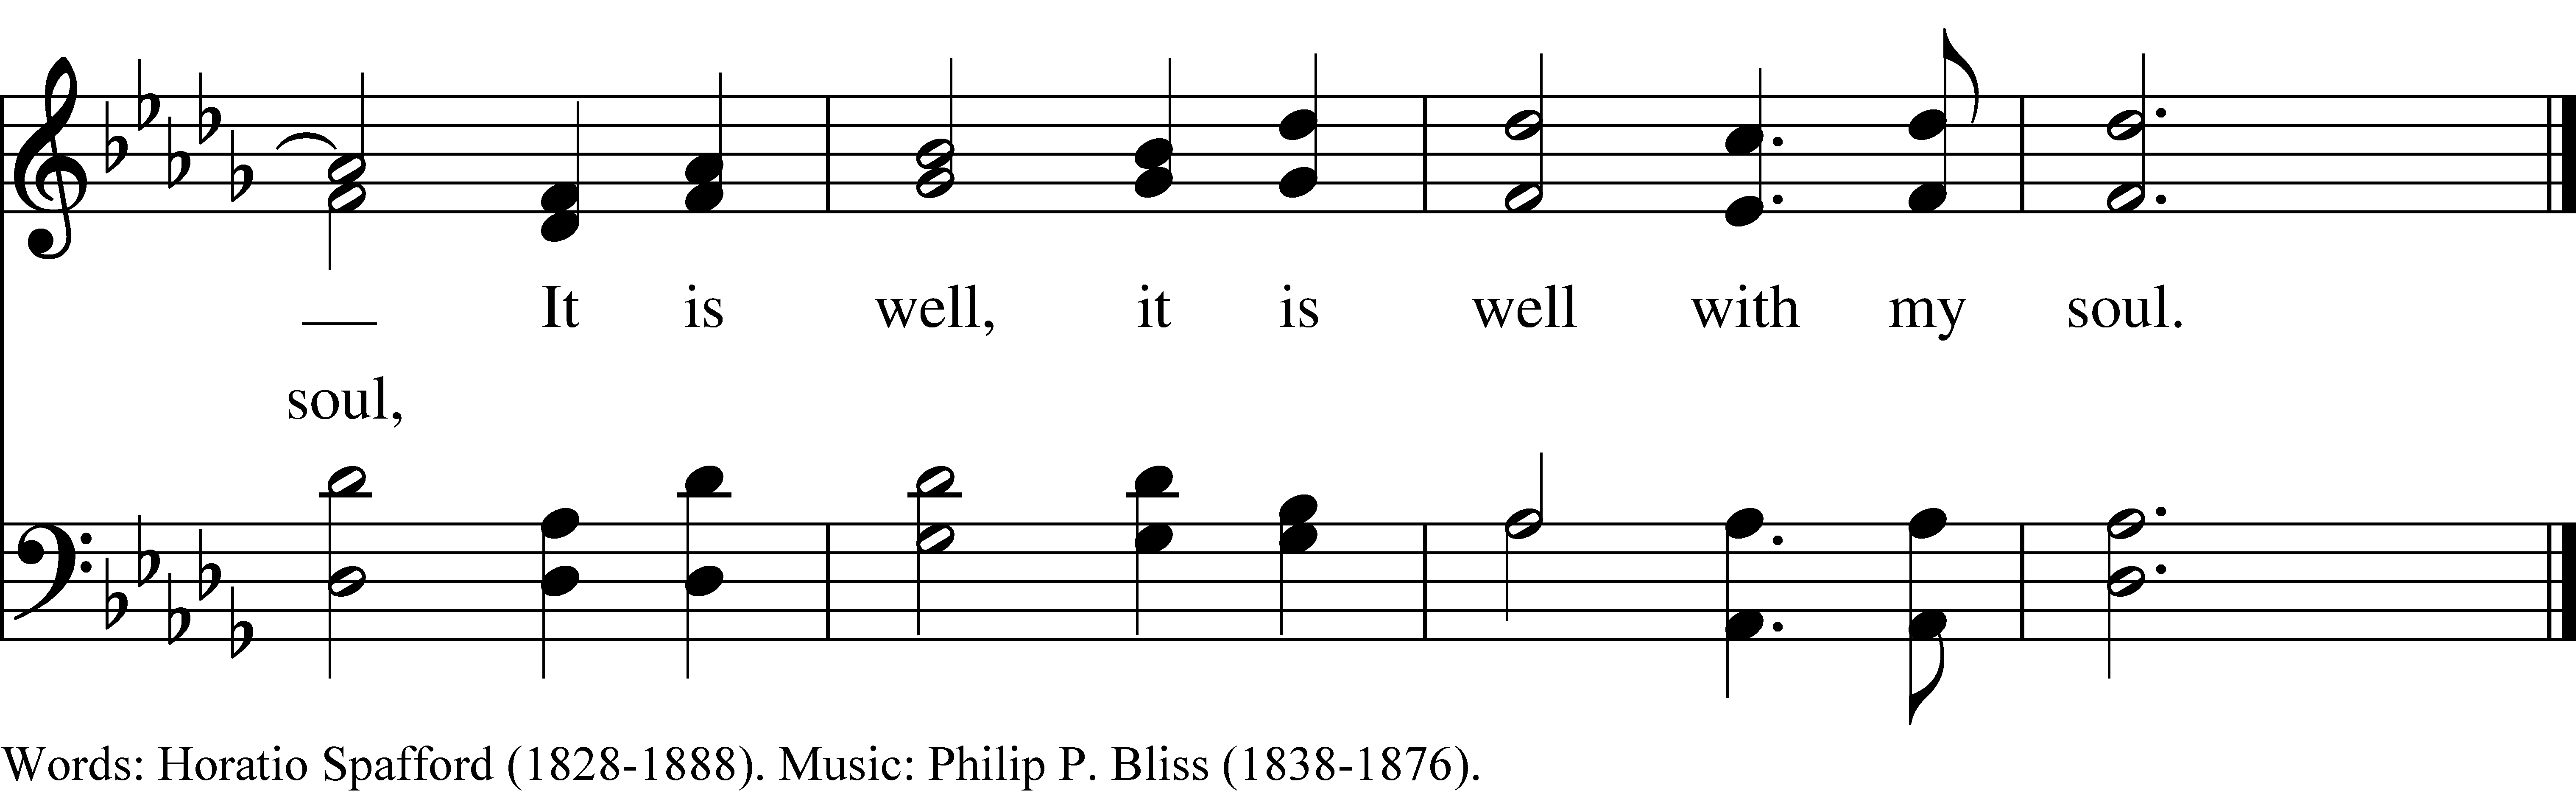 It is well, it is well with my soul.
soul,
Words: Horatio Spafford (1828-1888). Music: Philip P. Bliss (1838-1876).